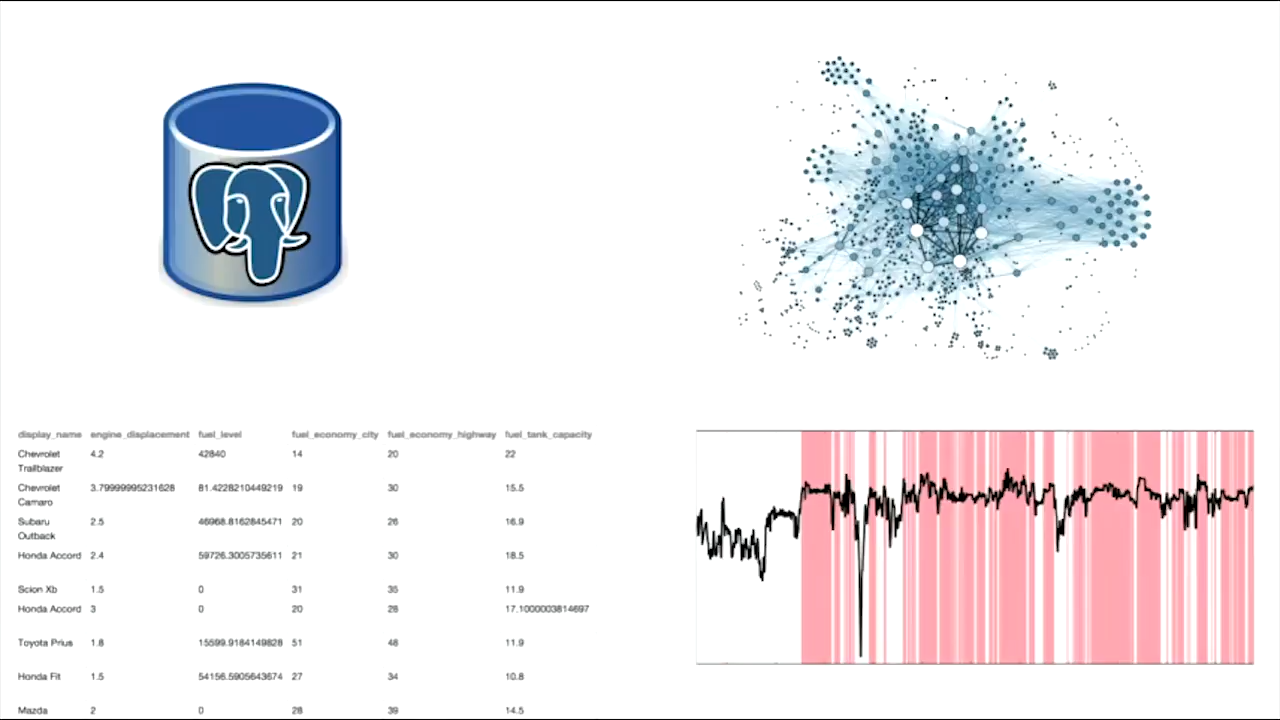 display_name engine_displacement fuel_level fuel_economy_city fuel_economy_highway fuel_tank_capacity
Chevrolet 4.2 42840 14 20 22
Trailblazer
Chevrolet 3.79999995231628 81.4228210449219 19 30 15.5
Camaro
Subaru 2.5 46968.8162845471 20 26 16.9
Outback
Honda Accord 2.4 59726.3005735611 21 30 18.5
Scion Xb 1.5 0 31 35 11.9
Honda Accord 3 0 20 28 17.1000003814697
Toyota Prius 1.8 15599.9184149828 51 48 11.9
Honda Fit 1.5 54156.5905643674 27 34 10.8
Mazda 2 0 28 39 14.5